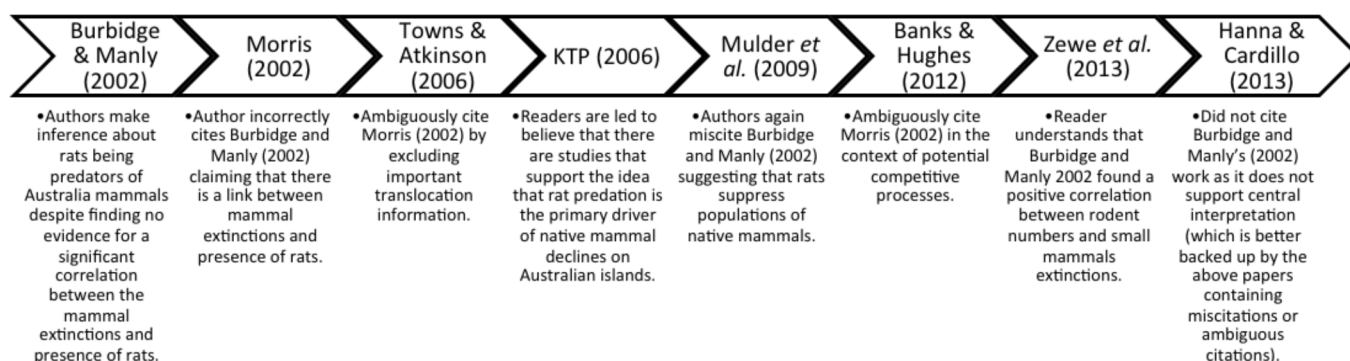 Burbidge
& Manly
(2002)
Morris
(2002)
Towns &
Atkinson
(2006)
KTP (2006)
Mulder et
al. (2009)
Banks &
Hughes
(2012)
Zewe et al.
(2013)
Hanna &
Cardillo
(2013)
•Authors make
inference about
rats being
predators of
Australia mammals
despite finding no
evidence for a
significant
correlation
between the
mammal
extinctions and
presence of rats.
•Author incorrectly
cites Burbidge and
Manly (2002)
claiming that there
is a link between
mammal
extinctions and
presence of rats.
•Ambiguously cite
Morris (2002) by
excluding
important
translocation
information.
•Readers are led to
believe that there
are studies that
support the idea
that rat predation is
the primary driver
of native mammal
declines on
Australian islands.
•Authors again
miscite Burbidge
and Manly (2002)
suggesting that rats
suppress
populations of
native mammals.
•Ambiguously cite
Morris (2002) in the
context of potential
competitive
processes.
•Reader
understands that
Burbidge and
Manly 2002 found a
positive correlation
between rodent
numbers and small
mammals
extinctions.
•Did not cite
Burbidge and
Manly's (2002)
work as it does not
support central
interpretation
(which is better
backed up by the
above papers
containing
miscitations or
ambiguous
citations).